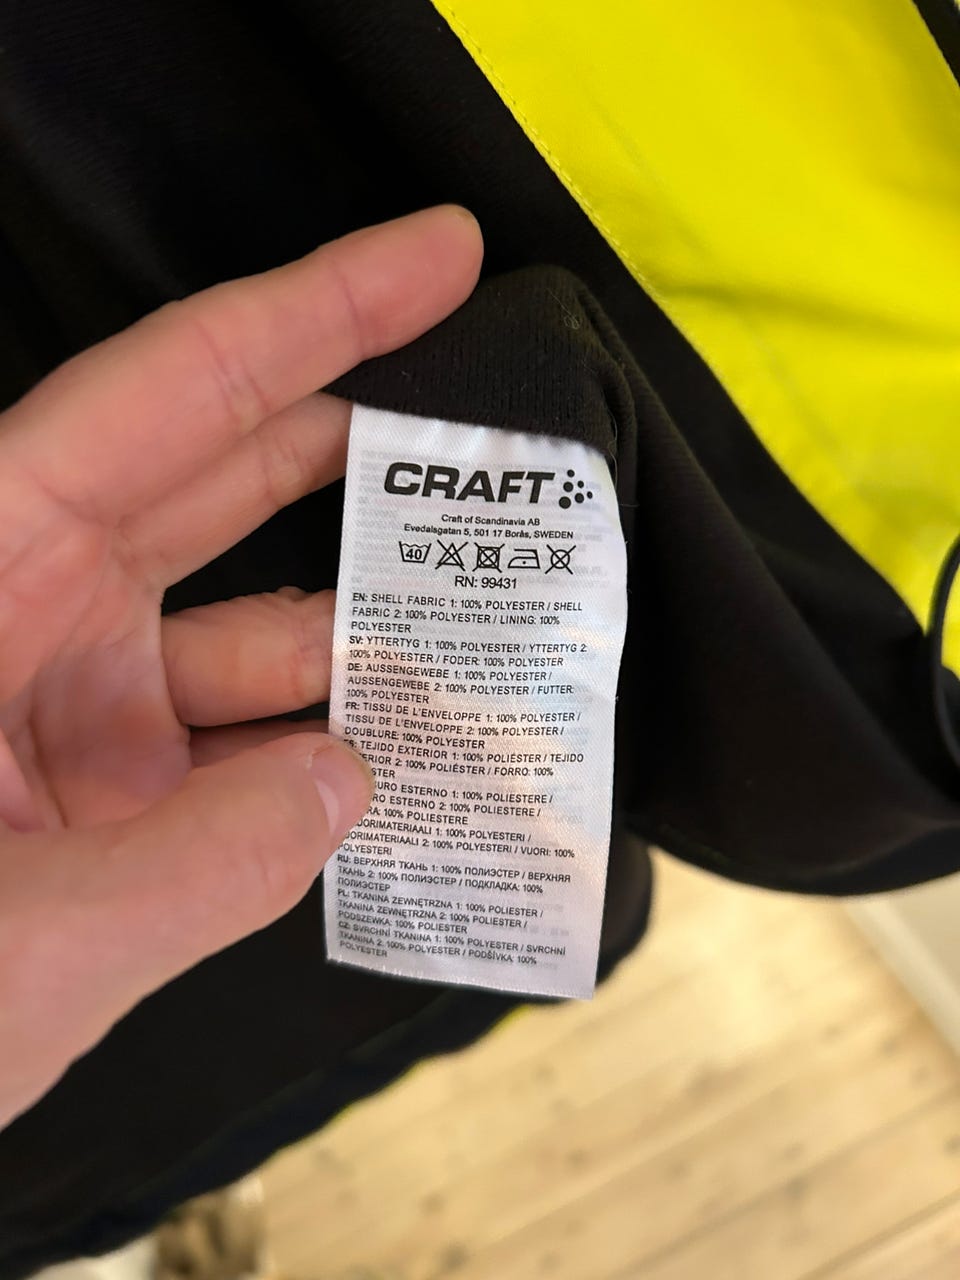 CRAFT
Craft of Scandinavia AB
Evedalsgatan 5, 501 17 Borås, SWEDEN
40
RN: 99431
EN: SHELL FABRIC 1: 100% POLYESTER / SHELL
FABRIC 2: 100% POLYESTER / LINING: 100%
POLYESTER
SV: YTTERTYG 1: 100% POLYESTER / YTTERTYG 2:
100% POLYESTER / FODER: 100% POLYESTER
DE: AUSSENGEWEBE 1: 100% POLYESTER /
AUSSENGEWEBE 2: 100% POLYESTER / FUTTER:
100% POLYESTER
FR: TISSU DE L'ENVELOPPE 1: 100% POLYESTER /
TISSU DE L'ENVELOPPE 2: 100% POLYESTER /
DOUBLURE: 100% POLYESTER
TEJIDO EXTERIOR 1: 100% POLIÉSTER / TEJIDO
2: 100% POLIÉSTER / FORRO: 100%
ESTERNO 1: 100% POLIESTERE /
ESTERNO 2: 100% POLIESTERE /
100% POLIESTERE
1: 100% POLYESTERI /
2: 100% POLYESTERI / VUORI: 100%
POLYESTERI
RU: ВЕРХНЯЯ ТКАНЬ 1: 100% ПОЛИЭСТЕР / ВЕРХНЯЯ
ТКАНЬ 2: 100% ПОЛИЭСТЕР / ПОДКЛАДКА: 100%
ПОЛИЭСТЕР
PL: TKANINA ZEWNĘTRZNA 1: 100% POLIESTER /
TKANINA ZEWNĘTRZNA 2: 100% POLIESTER /
PODSZEWKA: 100% POLIESTER
CZ: SVRCHNÍ TKANINA 1: 100% POLYESTER / SVRCHNÍ
TKANINA 2: 100% POLYESTER / PODŠÍVKA: 100%
POLYESTER